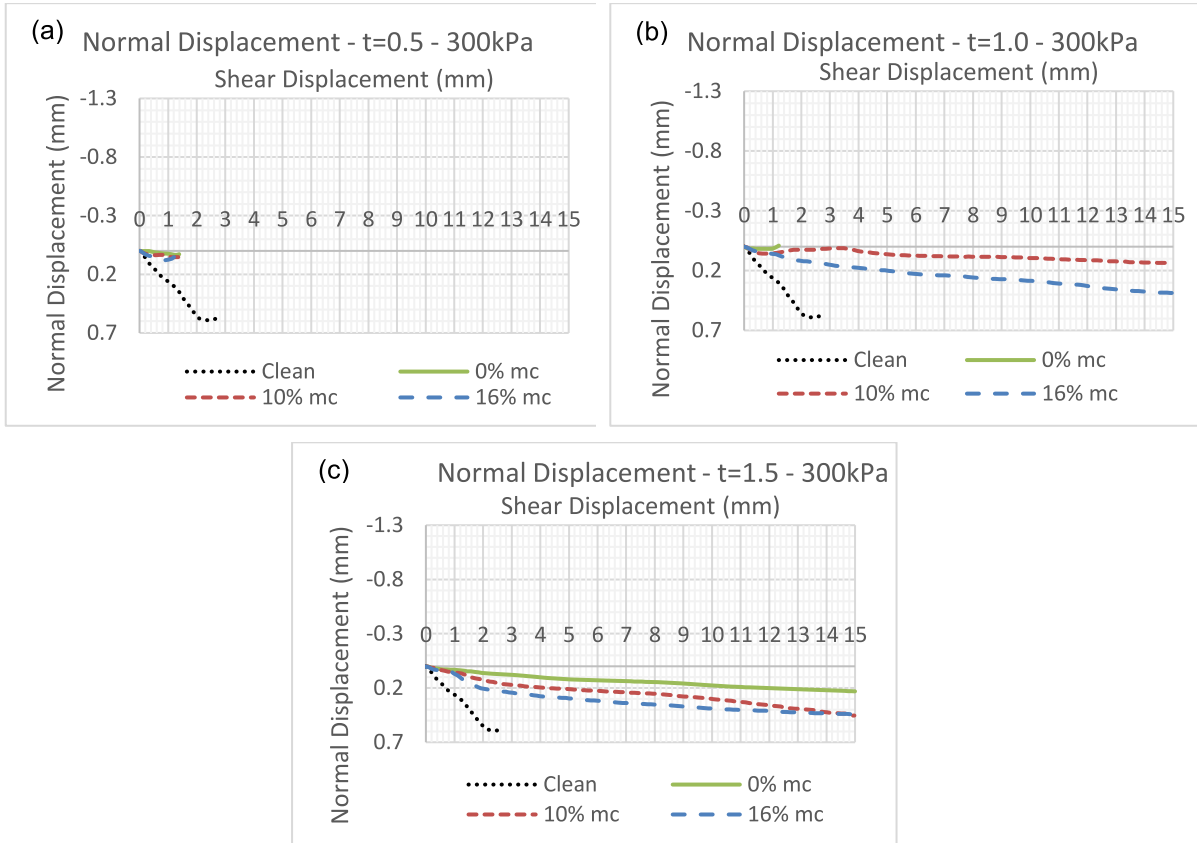 (a)
Normal Displacement - t=0.5 - 300kPa
Shear Displacement (mm)
Normal Displacement (mm)
-1.3
-0.8
-0.3
0 1 2 3 4 5 6 7 8 9 10 11 12 13 14 15
0.2
0.7
Clean
0% mc
10% mc
16% mc
(b)
Normal Displacement - t=1.0 - 300kPa
Shear Displacement (mm)
Normal Displacement (mm)
-1.3
-0.8
-0.3
0 1 2 3 4 5 6 7 8 9 10 11 12 13 14 15
0.2
0.7
Clean
0% mc
10% mc
16% mc
(c)
Normal Displacement - t=1.5 - 300kPa
Shear Displacement (mm)
Normal Displacement (mm)
-1.3
-0.8
-0.3
0 1 2 3 4 5 6 7 8 9 10 11 12 13 14 15
0.2
0.7
Clean
0% mc
10% mc
16% mc